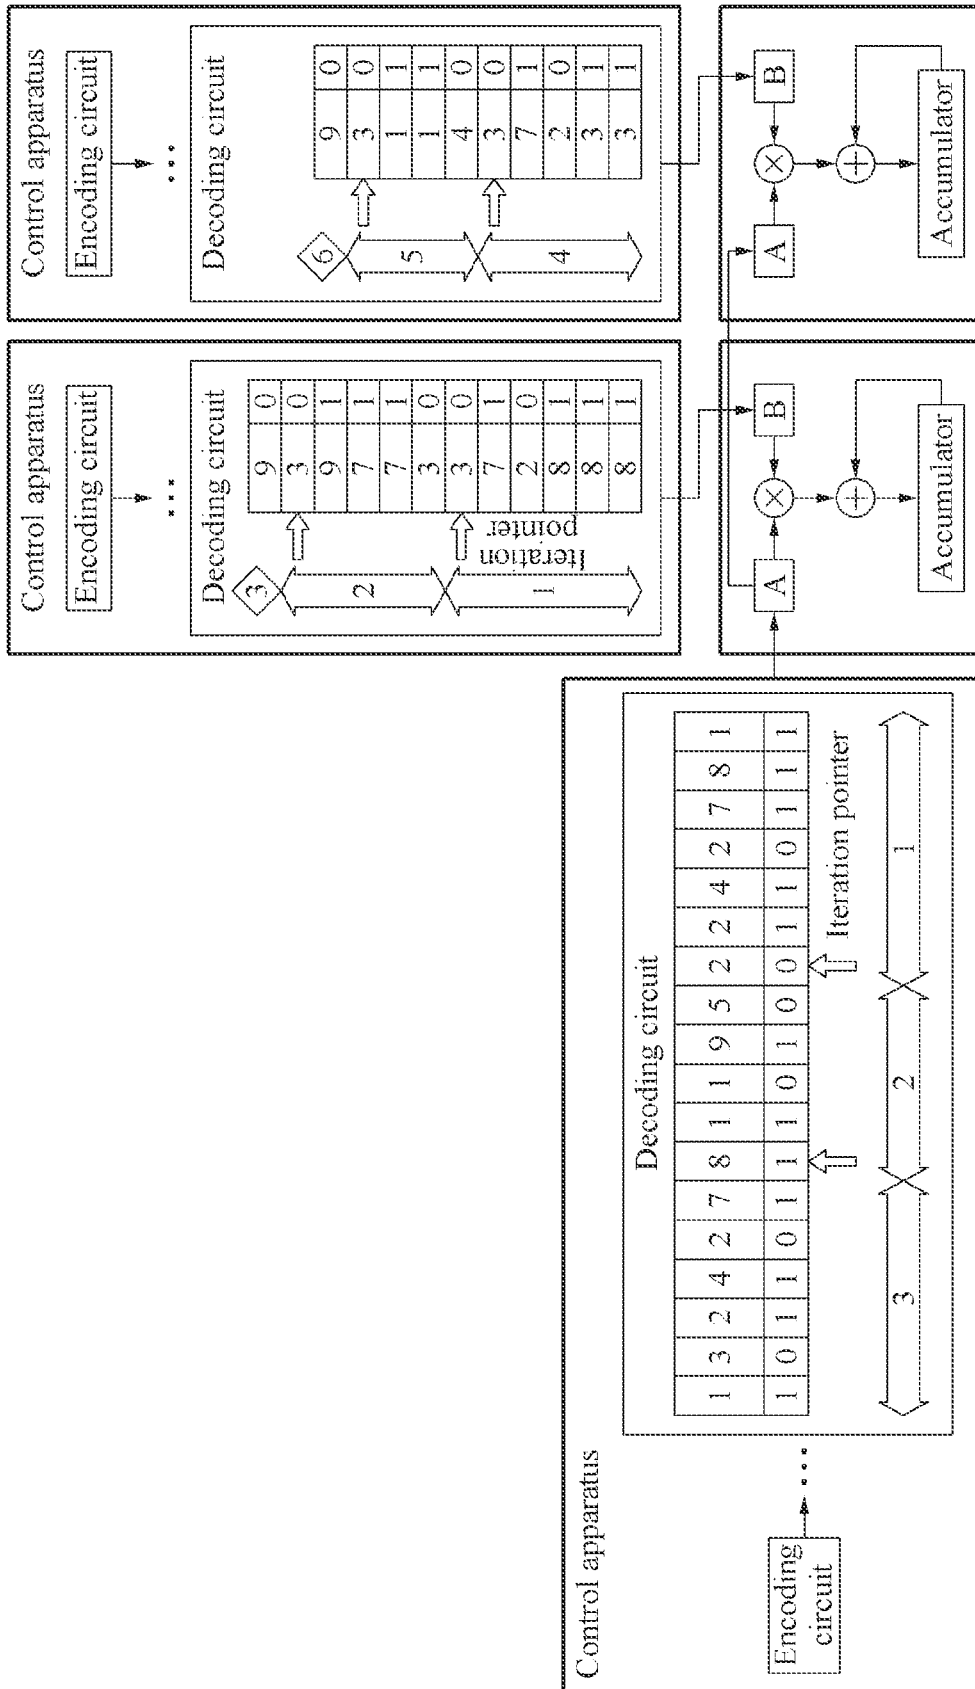 Control apparatus
Encoding circuit
...
Decoding circuit
9 0
3 0
9 1
7 1
7 1
3 0
3 0
7 1
2 0
8 1
8 1
8 1
3
2
1
Iteration
pointer
Control apparatus
Encoding circuit
...
Decoding circuit
9 0
3 0
1 1
1 1
4 0
3 0
7 1
2 0
3 1
3 1
6
5
4
Control apparatus
Encoding
circuit
...
Decoding circuit
1 3 2 4 2 7 8 1 1 9 5 2 2 4 2 7 8 1
1 0 1 1 0 1 1 1 0 1 0 0 1 1 0 1 1 1
Iteration pointer
3 2 1
A
B
×
+
Accumulator
A
B
×
+
Accumulator